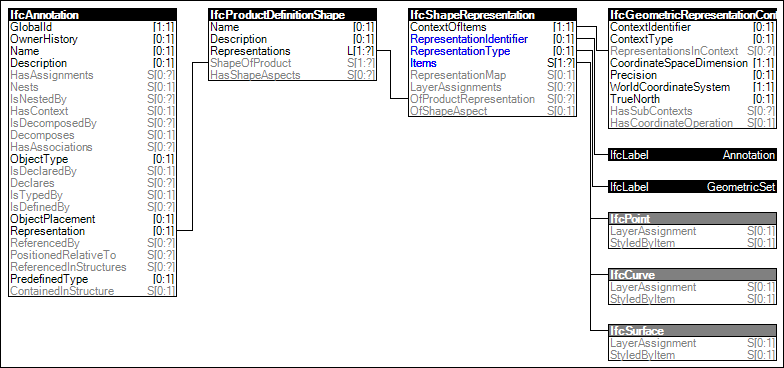 IfcAnnotation
GlobalId [1:1]
OwnerHistory [0:1]
Name [0:1]
Description [0:1]
HasAssignments S[0:?]
Nests S[0:1]
IsNestedBy S[0:?]
HasContext S[0:1]
IsDecomposedBy S[0:?]
Decomposes S[0:1]
HasAssociations S[0:?]
ObjectType [0:1]
IsDeclaredBy S[0:1]
Declares S[0:?]
IsTypedBy S[0:1]
IsDefinedBy S[0:?]
ObjectPlacement [0:1]
Representation [0:1]
ReferencedBy S[0:?]
PositionedRelativeTo S[0:?]
ReferencedInStructures S[0:?]
PredefinedType [0:1]
ContainedInStructure S[0:1]
IfcProductDefinitionShape
Name [0:1]
Description [0:1]
Representations L[1:?]
ShapeOfProduct S[1:?]
HasShapeAspects S[0:?]
IfcShapeRepresentation
ContextOfItems [1:1]
RepresentationIdentifier [0:1]
RepresentationType [0:1]
Items S[1:?]
RepresentationMap S[0:1]
LayerAssignments S[0:?]
OfProductRepresentation S[0:?]
OfShapeAspect S[0:1]
IfcGeometricRepresentationCont
ContextIdentifier [0:1]
ContextType [0:1]
RepresentationsInContext S[0:?]
CoordinateSpaceDimension [1:1]
Precision [0:1]
WorldCoordinateSystem [1:1]
TrueNorth [0:1]
HasSubContexts S[0:?]
HasCoordinateOperation S[0:1]
IfcLabel Annotation
IfcLabel GeometricSet
IfcPoint
LayerAssignment S[0:1]
StyledByItem S[0:1]
IfcCurve
LayerAssignment S[0:1]
StyledByItem S[0:1]
IfcSurface
LayerAssignment S[0:1]
StyledByItem S[0:1]